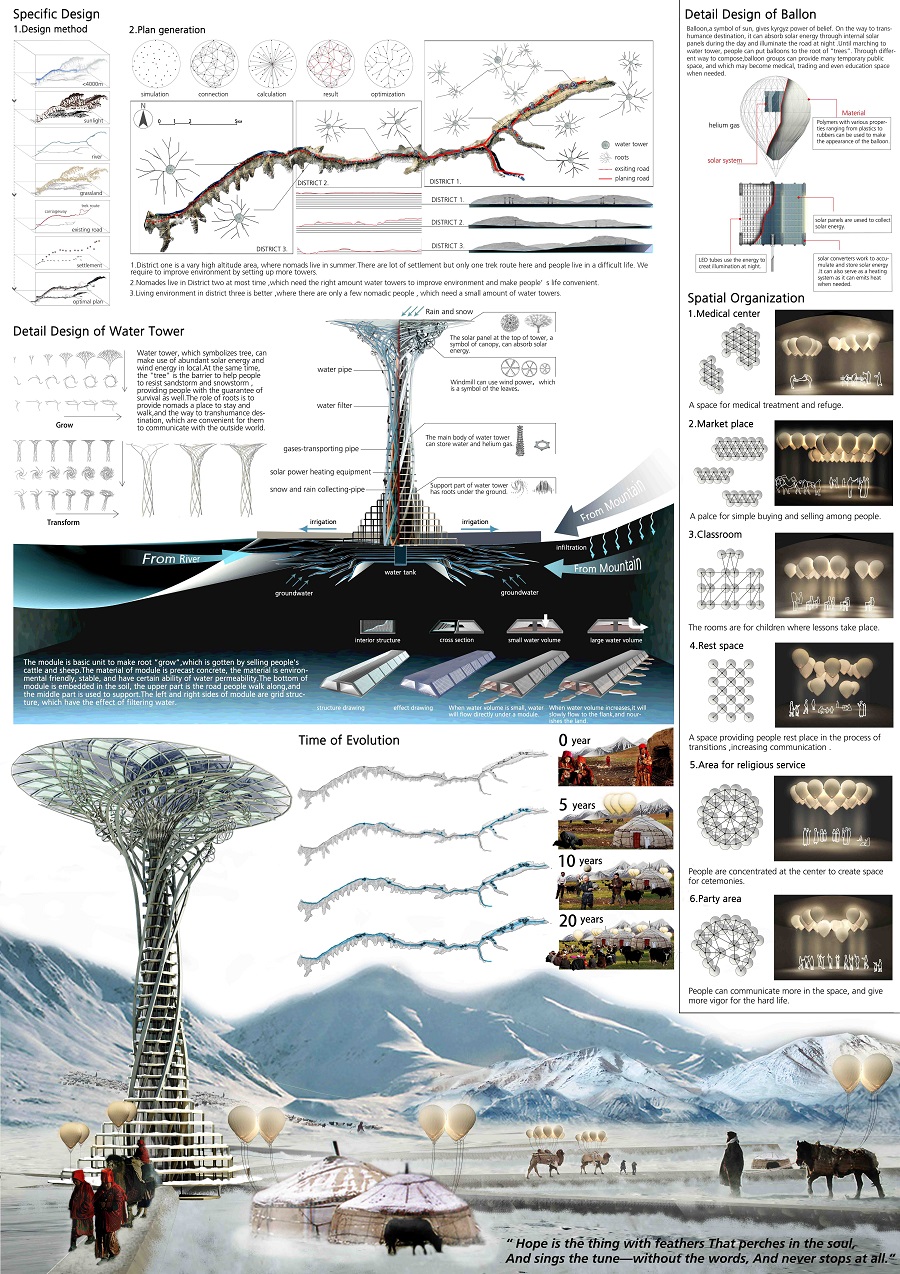 Specific Design
1.Design method
<4000m
sunlight
river
grassland
carriageway
trek route
existing road
settlement
optimal plan
2.Plan generation
simulation
connection
calculation
result
optimization
N
0 1 2 5KM
DISTRICT 3.
DISTRICT 2.
DISTRICT 1.
water tower
roots
exsiting road
planing road
DISTRICT 1.
DISTRICT 2.
DISTRICT 3
1.District one is a vary high altitude area, where nomads live in summer.There are lot of settlement but only one trek route here and people live in a difficult life. We
require to improve environment by setting up more towers.
2.Nomades live in District two at most time ,which need the right amount water towers to improve environment and make people' s life convenient.
3.Living environment in district three is better ,where there are only a few nomadic people , which need a small amount of water towers.
Detail Design of Water Tower
Grow
Transform
Water tower, which symbolizes tree, can
make use of abundant solar energy and
wind energy in local.At the same time,
the "tree" is the barrier to help people
to resist sandstorm and snowstorm ,
providing people with the guarantee of
survival as well.The role of roots is to
provide nomads a place to stay and
walk,and the way to transhumance des-
tination, which are convenient for them
to communicate with the outside world.
Rain and snow
The solar panel at the top of tower, a
symbol of canopy, can absorb solar
energy.
water pipe
Windmill can use wind power, which
is a symbol of the leaves.
water filter
The main body of water tower
can store water and helium gas.
gases-transporting pipe
solar power heating equipment
snow and rain collecting-pipe
Support part of water tower
has roots under the ground.
From Mountain
irrigation
irrigation
infiltration
From River
From Mountain
water tank
groundwater
groundwater
interior structure
cross section
small water volume
large water volume
The module is basic unit to make root "grow",which is gotten by selling people's
cattle and sheep.The material of module is precast concrete, the material is environ-
mental friendly, stable, and have certain ability of water permeability.The bottom of
module is embedded in the soil, the upper part is the road people walk along,and
the middle part is used to support.The left and right sides of module are grid struc-
ture, which have the effect of filtering water.
structure drawing
effect drawing
When water volume is small, water
will flow directly under a module.
When water volume increases,it will
slowly flow to the flank,and nour-
ishes the land.
Time of Evolution
0 year
5 years
10 years
20 years
Detail Design of Ballon
Balloon,a symbol of sun, gives kyrgyz power of belief. On the way to trans-
humance destination, it can absorb solar energy through internal solar
panels during the day and illuminate the road at night .Until marching to
water tower, people can put balloons to the root of "trees". Through differ-
ent way to compose,balloon groups can provide many temporary public
space, and which may become medical, trading and even education space
when needed.
helium gas
solar system
Material
Polymers with various proper-
ties ranging from plastics to
rubbers can be used to make
the appearance of the balloon.
solar panels are used to collect
solar energy.
LED tubes use the energy to
creat illumination at night.
solar converters work to accu-
mulate and store solar energy
.It can also serve as a heating
system as it can emits heat
when needed.
Spatial Organization
1.Medical center
A space for medical treatment and refuge.
2.Market place
A palce for simple buying and selling among people.
3.Classroom
The rooms are for children where lessons take place.
4.Rest space
A space providing people rest place in the process of
transitions ,increasing communication .
5.Area for religious service
People are concentrated at the center to create space
for cetemonies.
6.Party area
People can communicate more in the space, and give
more vigor for the hard life.
" Hope is the thing with feathers That perches in the soul,
And sings the tune—without the words, And never stops at all."